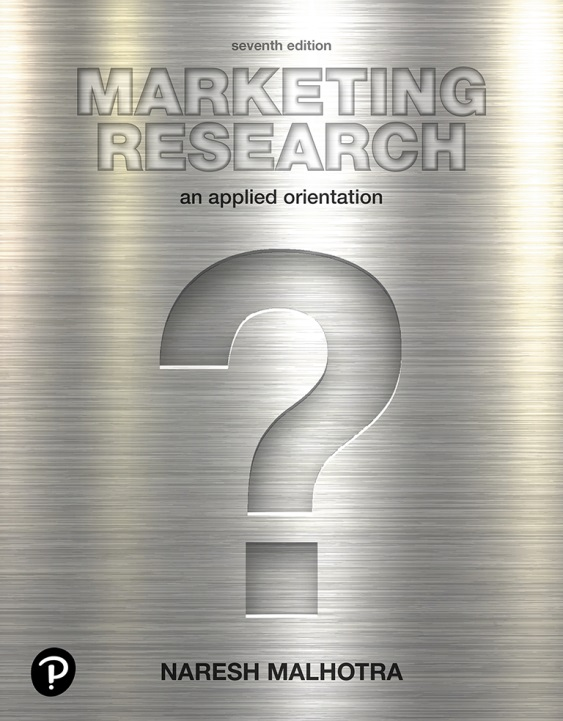 seventh edition
MARKETING
RESEARCH
an applied orientation
?
NARESH MALHOTRA